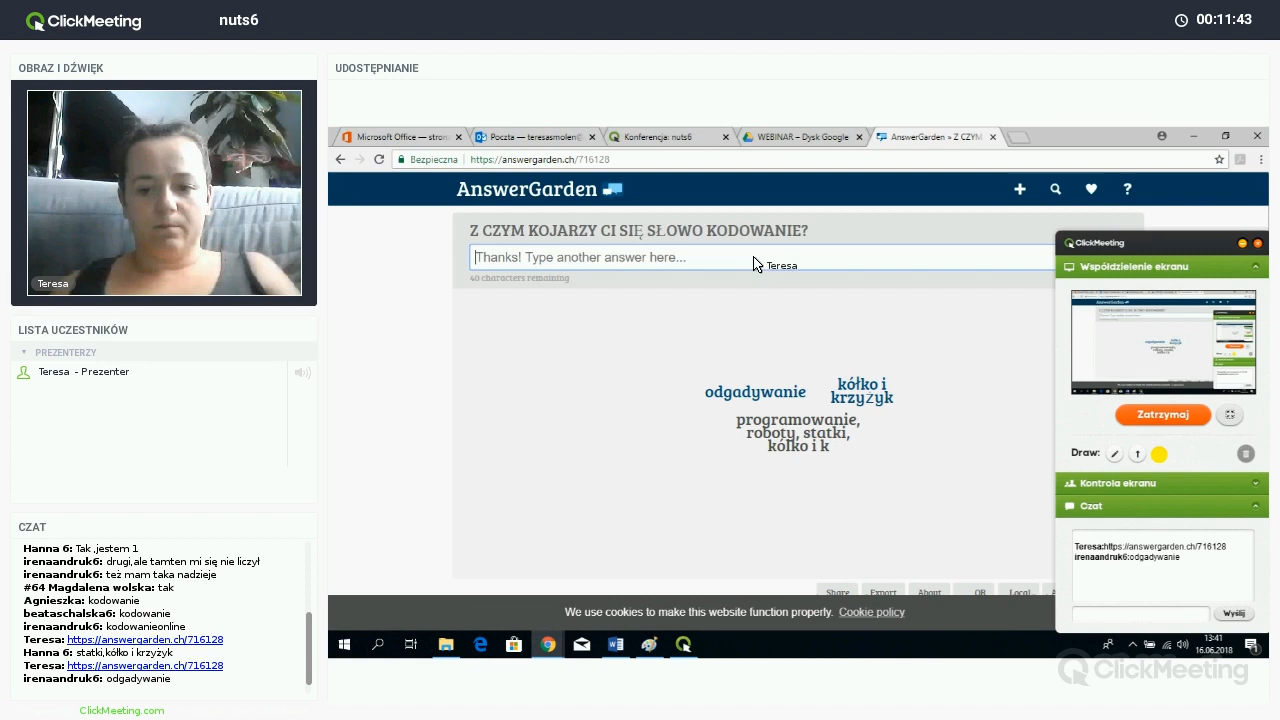 ClickMeeting
nuts6
00:11:43
OBRAZ I DŹWIĘK
Teresa
LISTA UCZESTNIKÓW
PREZENTERZY
Teresa - Prezenter
CZAT
Hanna 6: Tak ,jestem 1
irenaandruk6: drugi,ale tamten mi się nie liczył
irenaandruk6: też mam taka nadzieje
#64 Magdalena wolska: tak
Agnieszka: kodowanie
beataschalska6: kodowanie
irenaandruk6: kodowanieonline
Teresa: https://answergarden.ch/716128
Hanna 6: statki,kółko i krzyżyk
Teresa: https://answergarden.ch/716128
irenaandruk6: odgadywanie
ClickMeeting.com
UDOSTĘPNIANIE
Microsoft Office — stron
Poczta — teresasmolen@
Konferencja: nuts6
WEBINAR – Dysk Google
AnswerGarden » Z CZYM
Bezpieczna
https://answergarden.ch/716128
AnswerGarden
Z CZYM KOJARZY CI SIĘ SŁOWO KODOWANIE?
Thanks! Type another answer here...
Teresa
40 characters remaining
odgadywanie
kółko i
krzyżyk
programowanie,
roboty, statki,
kółko i k
Share
Export
About
QR
Local..
We use cookies to make this website function properly. Cookie policy
ClickMeeting
Współdzielenie ekranu
Zatrzymaj
Draw:
Kontrola ekranu
Czat
Teresa:https://answergarden.ch/716128
irenaandruk6:odgadywanie
Wyślij
13:41
16.06.2018
ClickMeeting